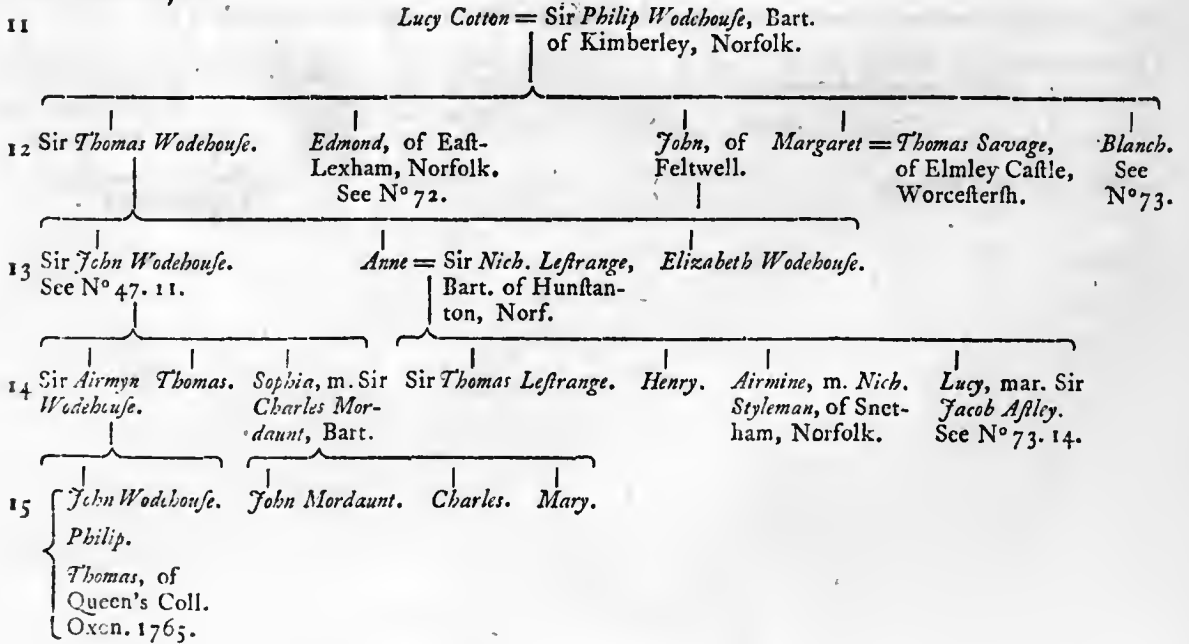 11 Lucy Cotton = Sir Philip Wodehouſe, Bart.
of Kimberley, Norfolk.
12 Sir Thomas Wodehouſe. Edmond, of Eaſt- John, of Margaret = Thomas Savage, Blanch.
Lexham, Norfolk. Feltwell. of Elmley Caſtle, See
See Nº 72. Worceſterſh. Nº 73.
13 Sir John Wodehouſe. Anne = Sir Nich. Leſtrange, Elizabeth Wodehouſe.
See Nº 47. 11. Bart. of Hunſtan-
ton, Norf.
14 Sir Airmyn Thomas. Sophia, m. Sir Sir Thomas Leſtrange. Henry. Airmine, m. Nich. Lucy, mar. Sir
Wodehouſe. Charles Mor- Styleman, of Snet- Jacob Aſtley.
daunt, Bart. ham, Norfolk. See Nº 73. 14.
15 John Wodehouſe. John Mordaunt. Charles. Mary.
Philip.
Thomas, of
Queen's Coll.
Oxon. 1765.